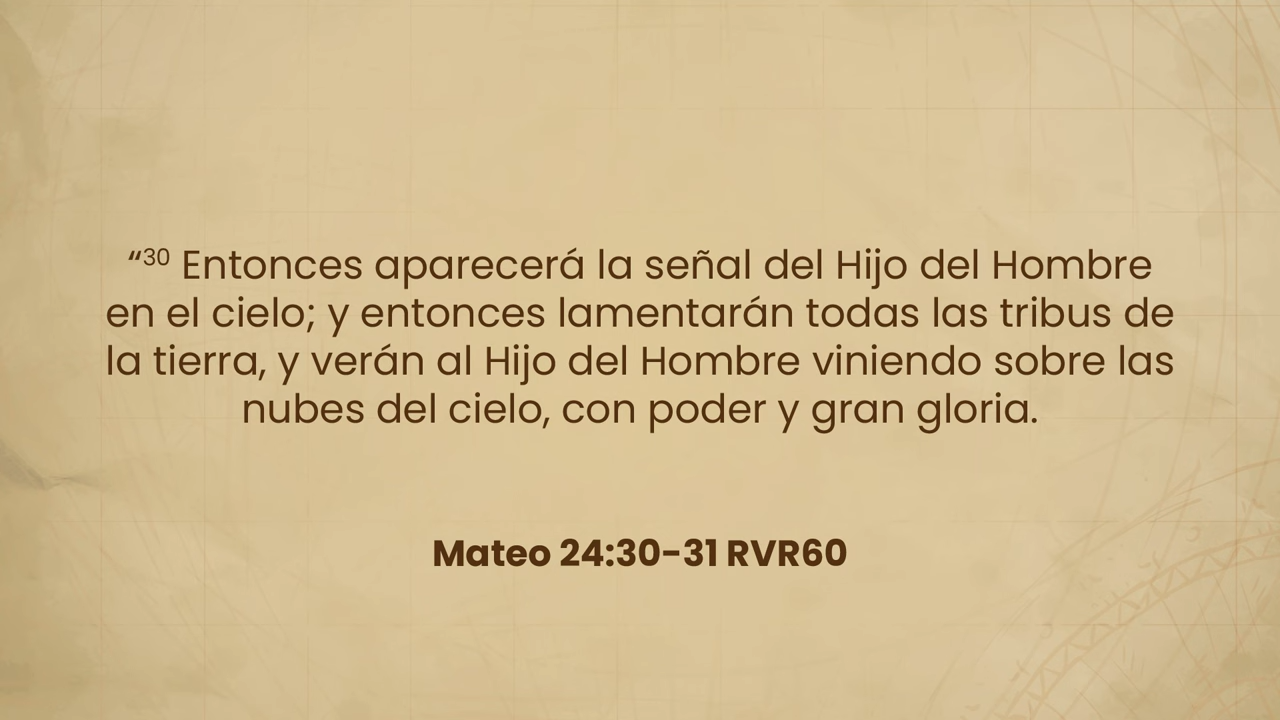 “³⁰ Entonces aparecerá la señal del Hijo del Hombre
en el cielo; y entonces lamentarán todas las tribus de
la tierra, y verán al Hijo del Hombre viniendo sobre las
nubes del cielo, con poder y gran gloria.
Mateo 24:30-31 RVR60